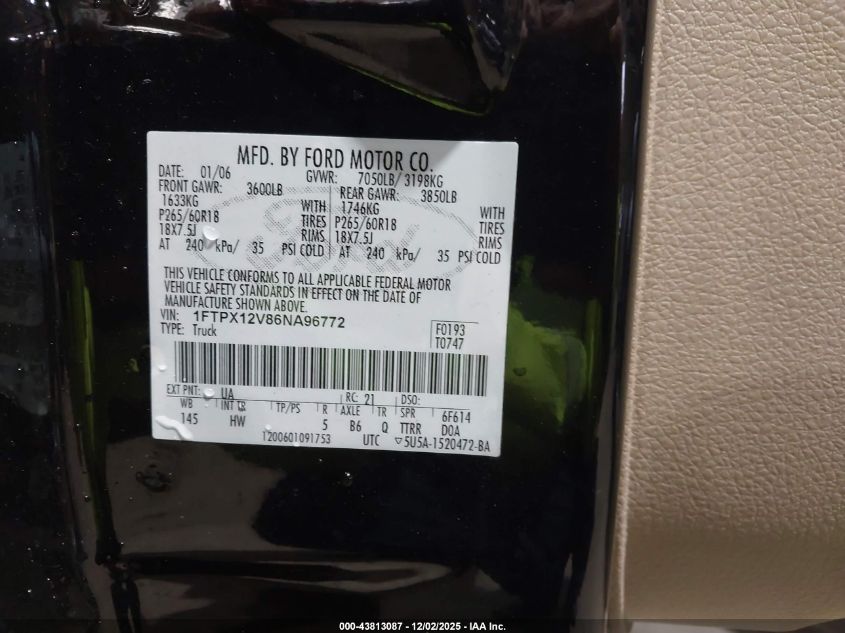 MFD. BY FORD MOTOR CO.
DATE: 01/06 GVWR: 7050LB/ 3198KG
FRONT GAWR: 3600LB REAR GAWR: 3850LB
1633KG WITH 1746KG WITH
P265/60R18 TIRES P265/60R18 TIRES
18X7.5J RIMS 18X7.5J RIMS
AT 240 kPa/ 35 PSI COLD AT 240 kPa/ 35 PSI COLD
THIS VEHICLE CONFORMS TO ALL APPLICABLE FEDERAL MOTOR
VEHICLE SAFETY STANDARDS IN EFFECT ON THE DATE OF
MANUFACTURE SHOWN ABOVE.
VIN: 1FTPX12V86NA96772
TYPE: Truck
F0193
T0747
EXT PNT: UA RC: 21 DSO:
WB INT TR TP/PS R AXLE TR SPR 6F614
145 HW 5 B6 Q TTRR DOA
1200601091753 UTC 5U5A-1520472-BA
000-43813087 - 12/02/2025 - IAA Inc.